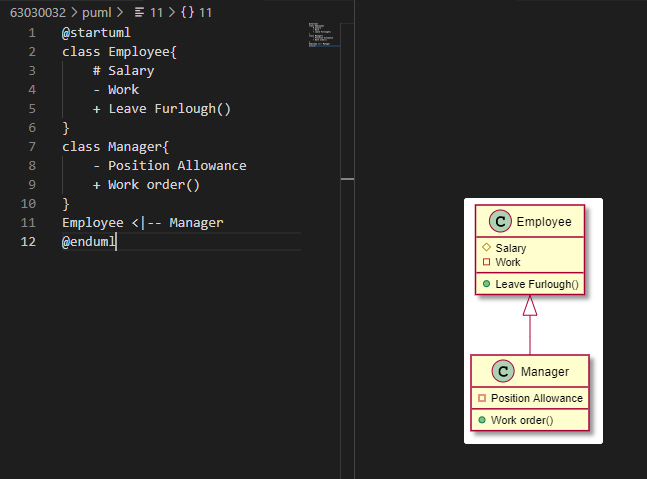 63030032 > puml > 11 > {} 11
1 @startuml
2 class Employee{
3 # Salary
4 - Work
5 + Leave Furlough()
6 }
7 class Manager{
8 - Position Allowance
9 + Work order()
10 }
11 Employee <|-- Manager
12 @enduml
C Employee
Salary
Work
Leave Furlough()
C Manager
Position Allowance
Work order()